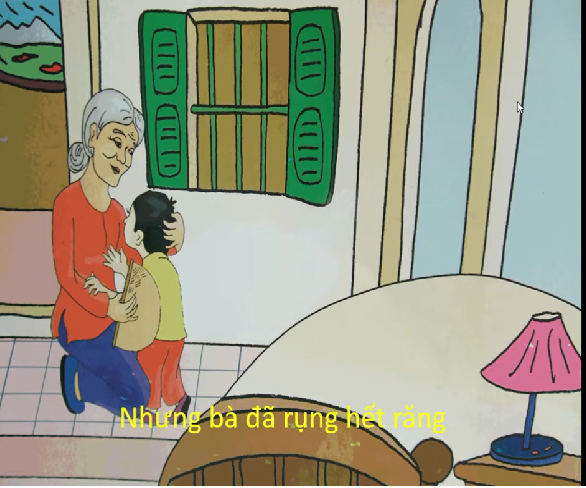 Nhưng bà đã rụng hết răng